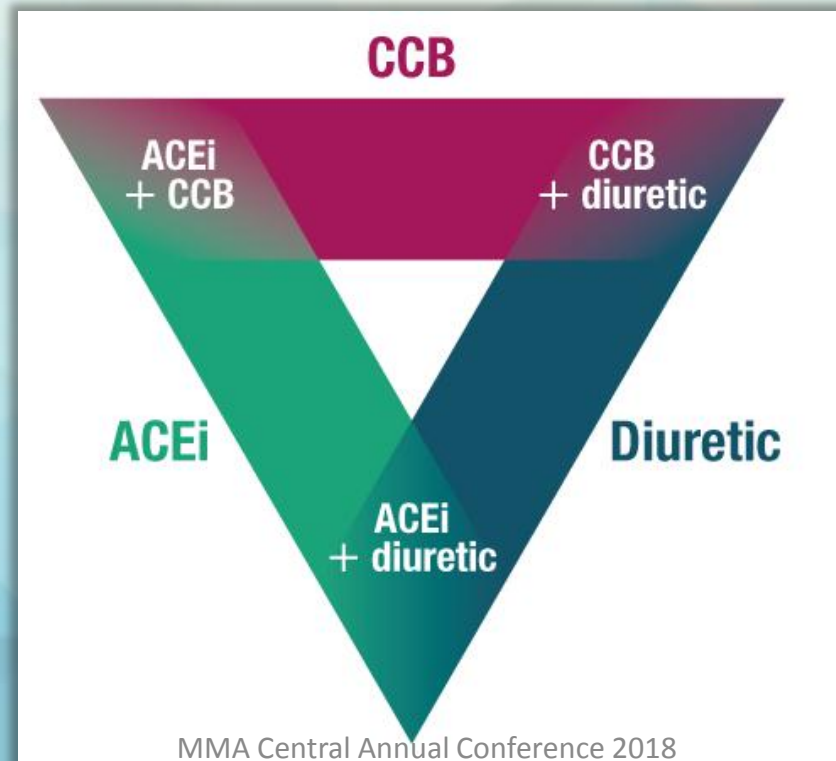 CCB
ACEi
+ CCB
CCB
+ diuretic
ACEi
Diuretic
ACEi
+ diuretic
MMA Central Annual Conference 2018